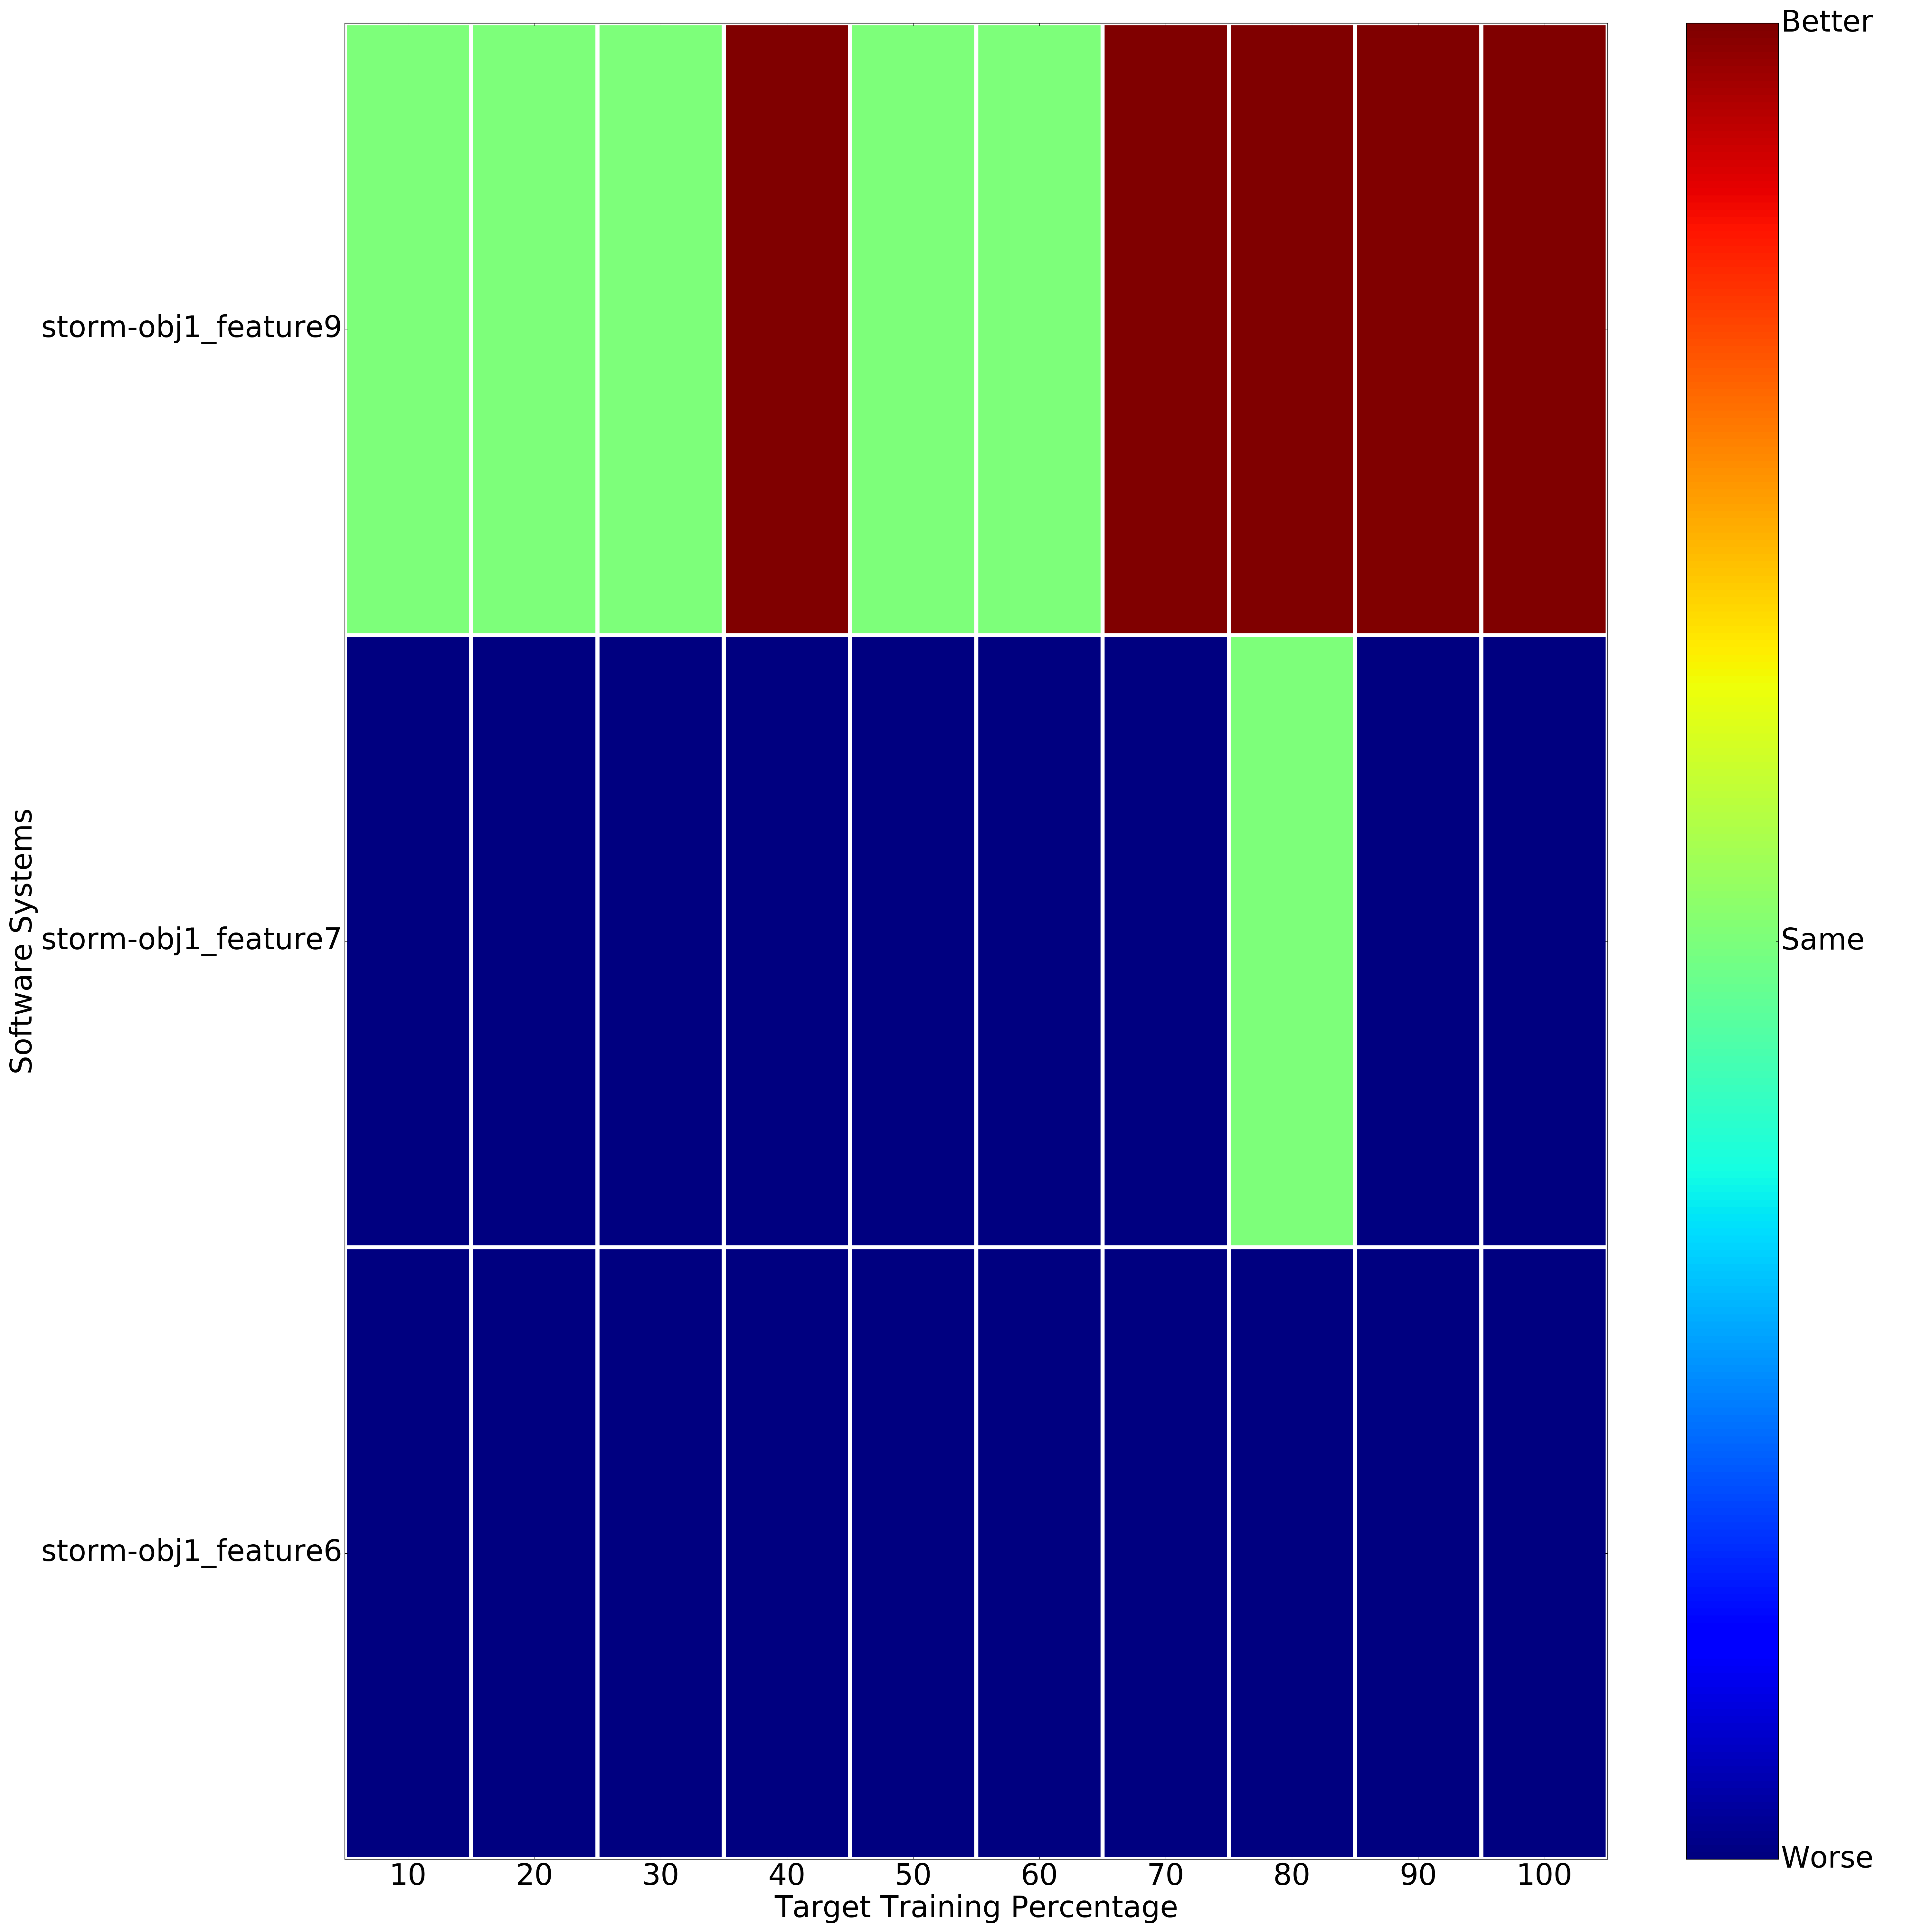 Better
storm-obj1_feature9
Software Systems
storm-obj1_feature7
Same
storm-obj1_feature6
Worse
10 20 30 40 50 60 70 80 90 100
Target Training Percentage